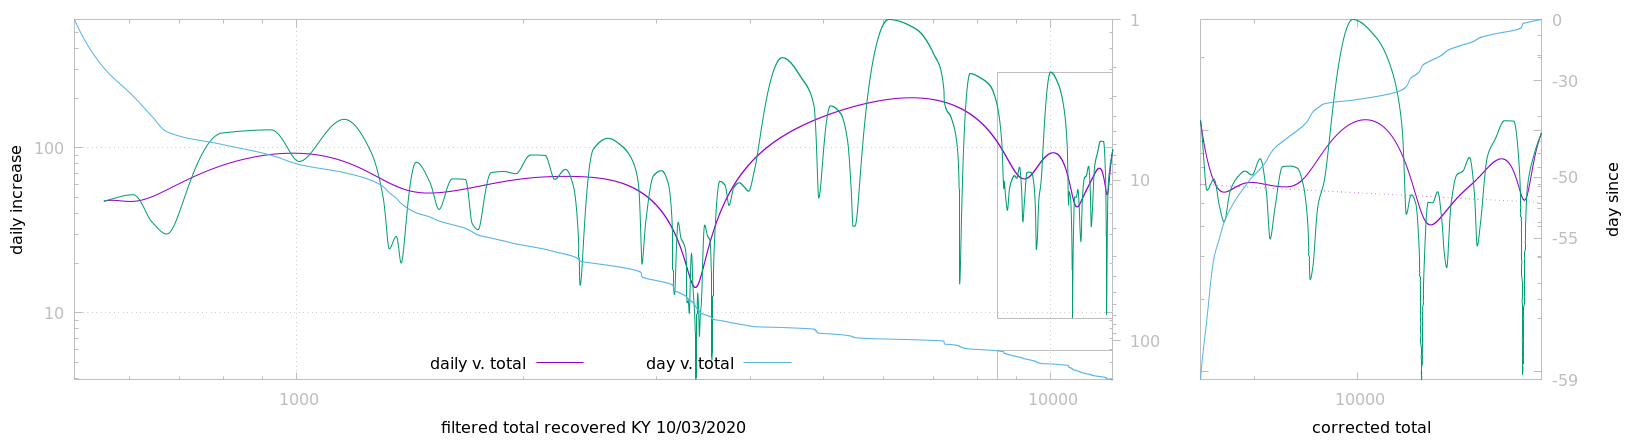 1
0
100
-30
daily increase
10
-50
day since
-55
10
100
daily v. total
day v. total
-59
1000
10000
10000
filtered total recovered KY 10/03/2020
corrected total